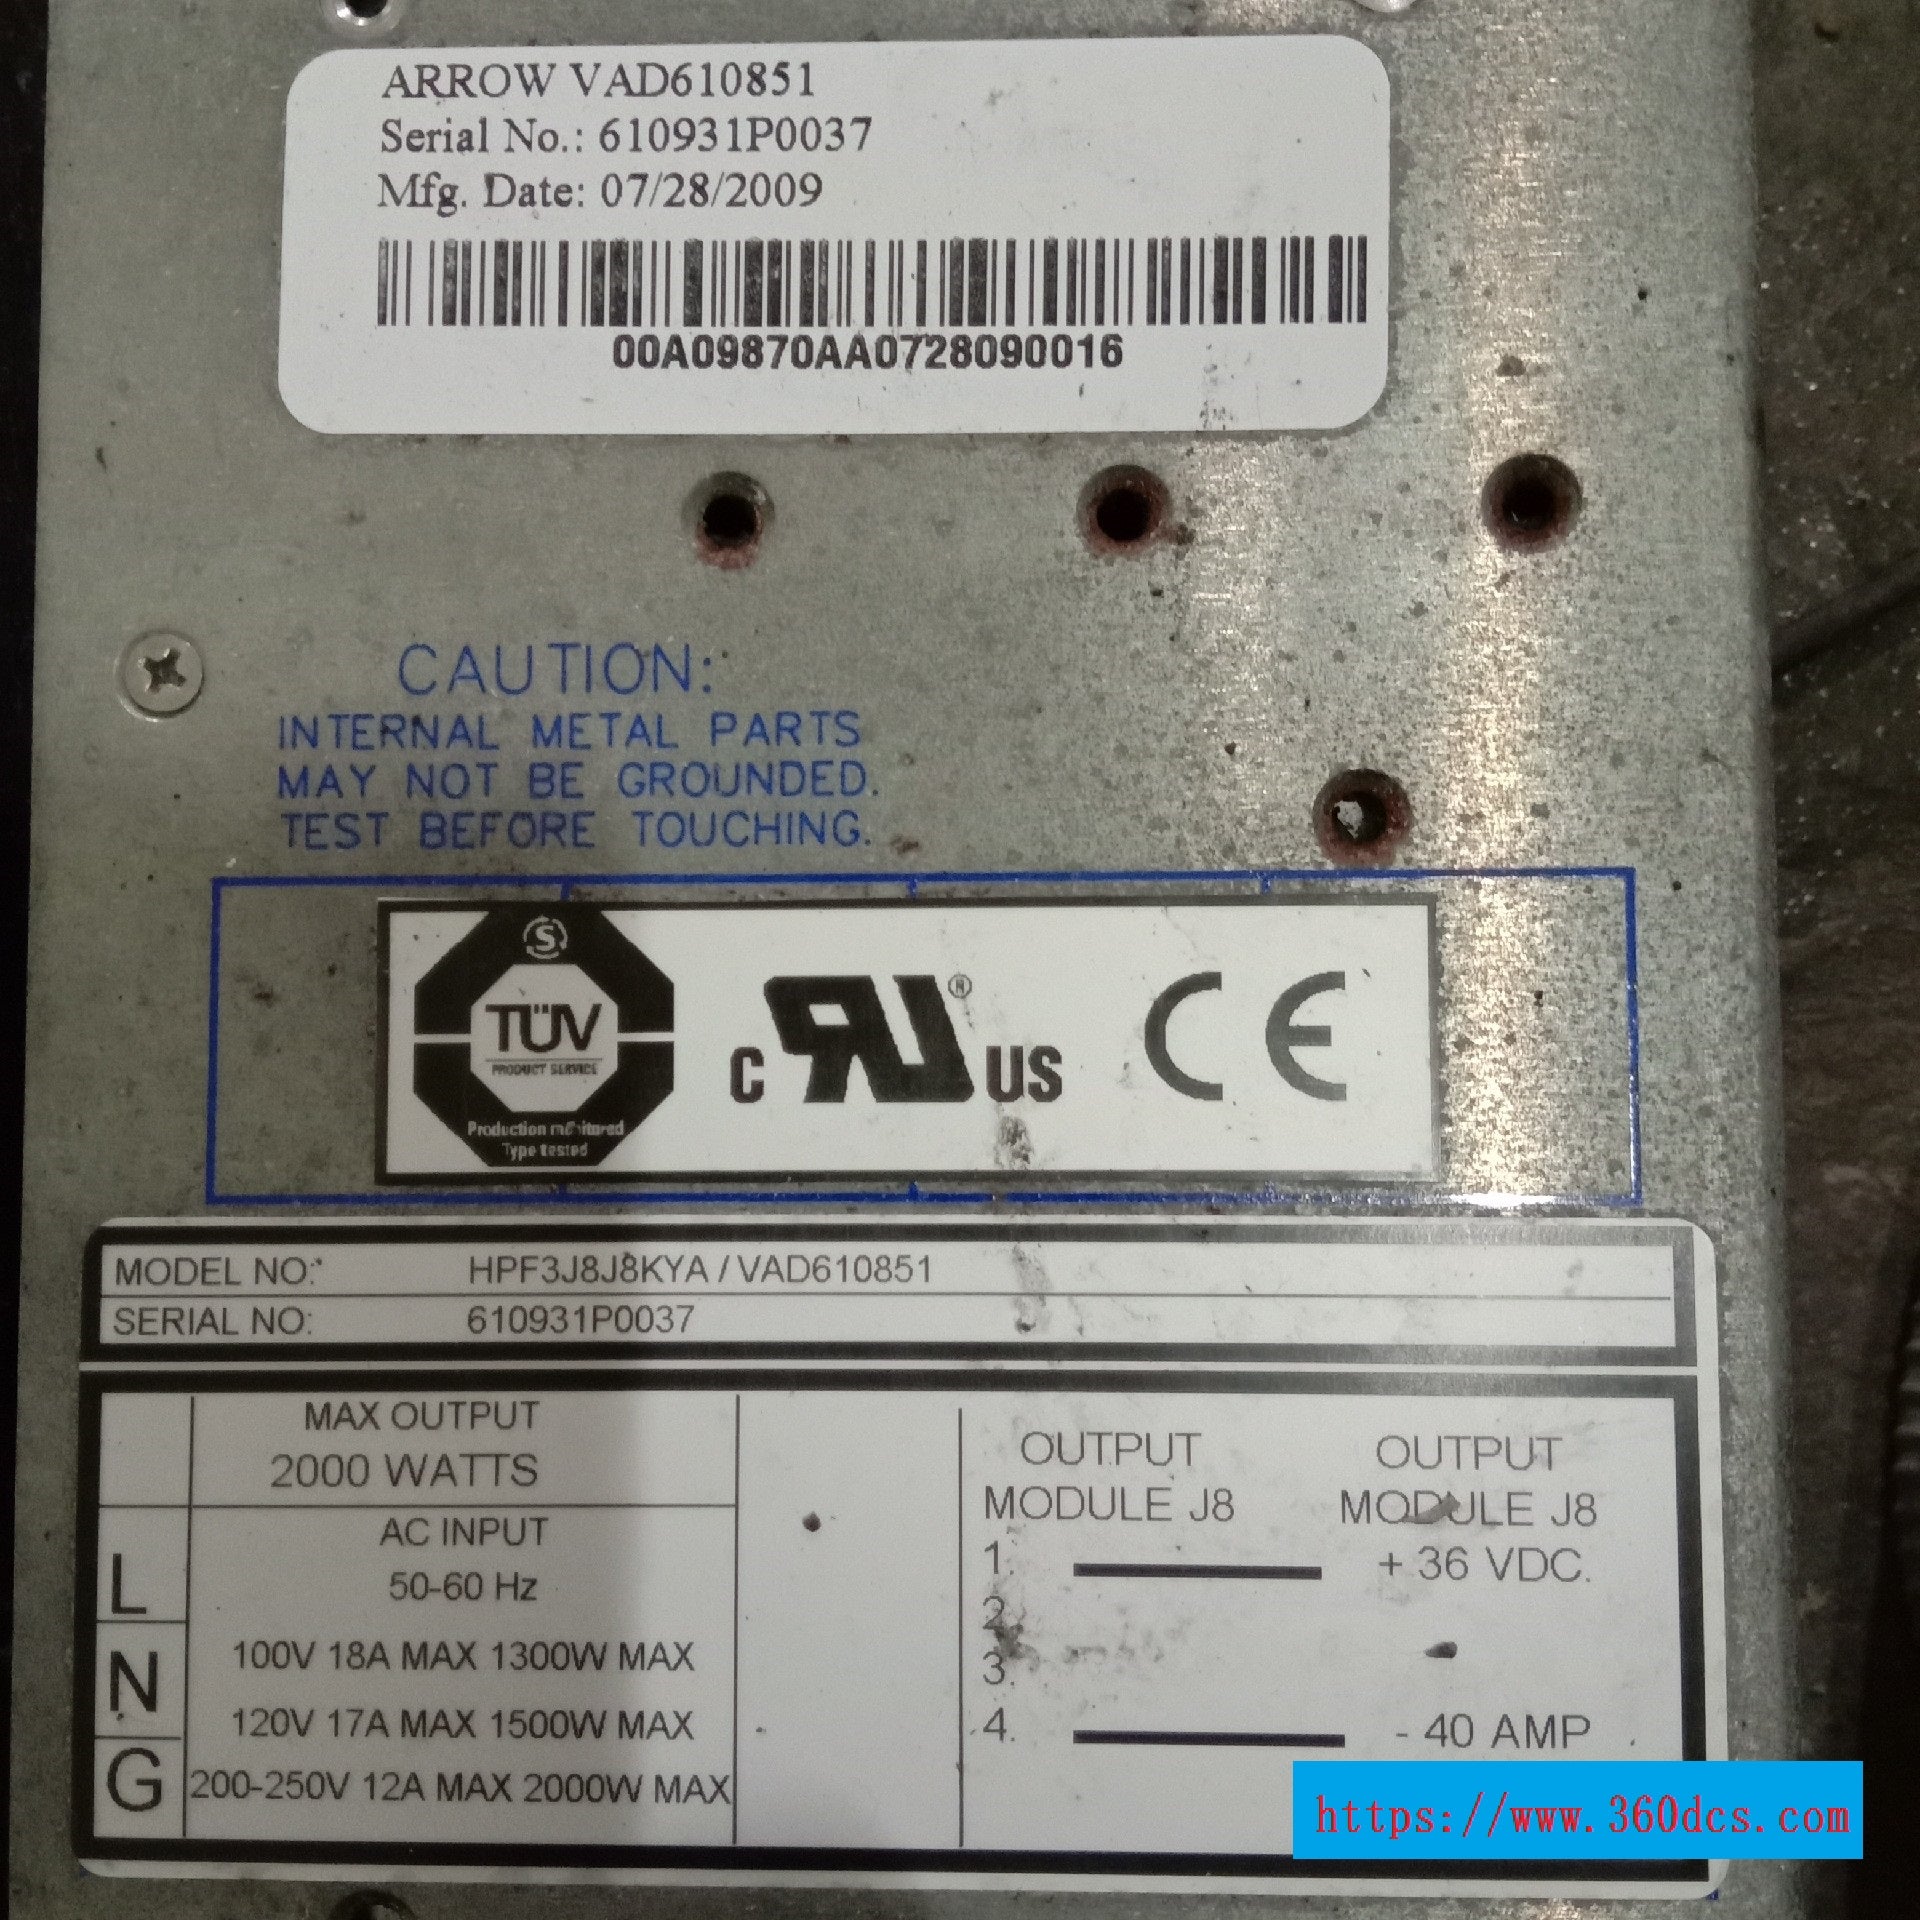 ARROW VAD610851
Serial No.: 610931P0037
Mfg. Date: 07/28/2009
00A09870AA0728090016
CAUTION:
INTERNAL METAL PARTS
MAY NOT BE GROUNDED.
TEST BEFORE TOUCHING.
S
TÜV
PRODUCT SERVICE
Production monitored
Type tested
C RU® US CE
MODEL NO: HPF3J8J8KYA / VAD610851
SERIAL NO: 610931P0037
MAX OUTPUT
2000 WATTS
AC INPUT
50-60 Hz
L
N
G
100V 18A MAX 1300W MAX
120V 17A MAX 1500W MAX
200-250V 12A MAX 2000W MAX
OUTPUT OUTPUT
MODULE J8 MODULE J8
1. + 36 VDC.
2.
3.
4. - 40 AMP
https://www.360dcs.com